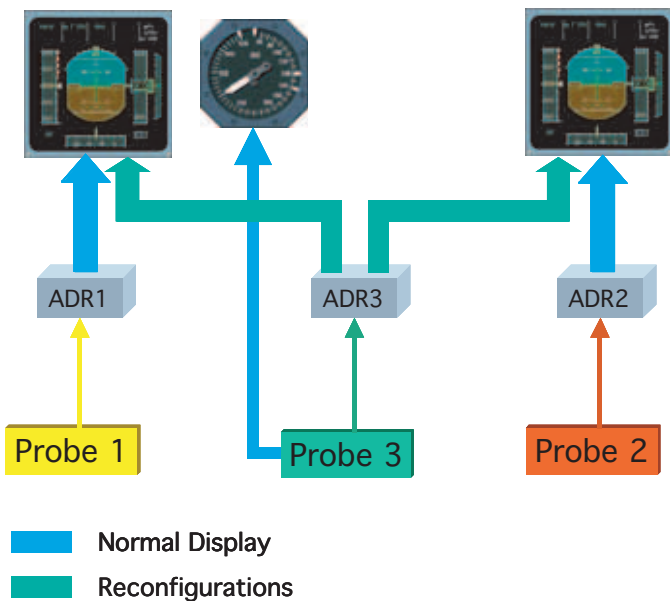 ADR1
ADR3
ADR2
Probe 1
Probe 3
Probe 2
Normal Display
Reconfigurations